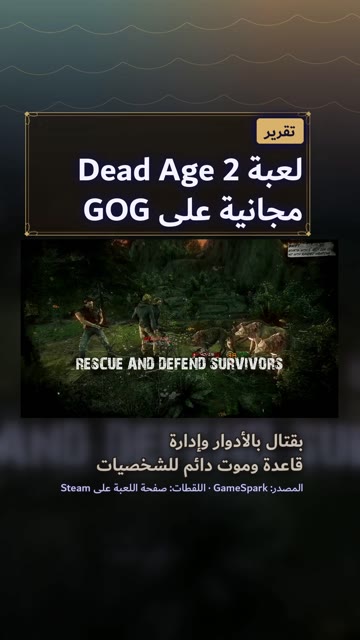 تقرير
لعبة Dead Age 2
مجانية على GOG
RESCUE AND DEFEND SURVIVORS
بقتال بالأدوار وإدارة
قاعدة وموت دائم للشخصيات
المصدر: GameSpark · اللقطات: صفحة اللعبة على Steam